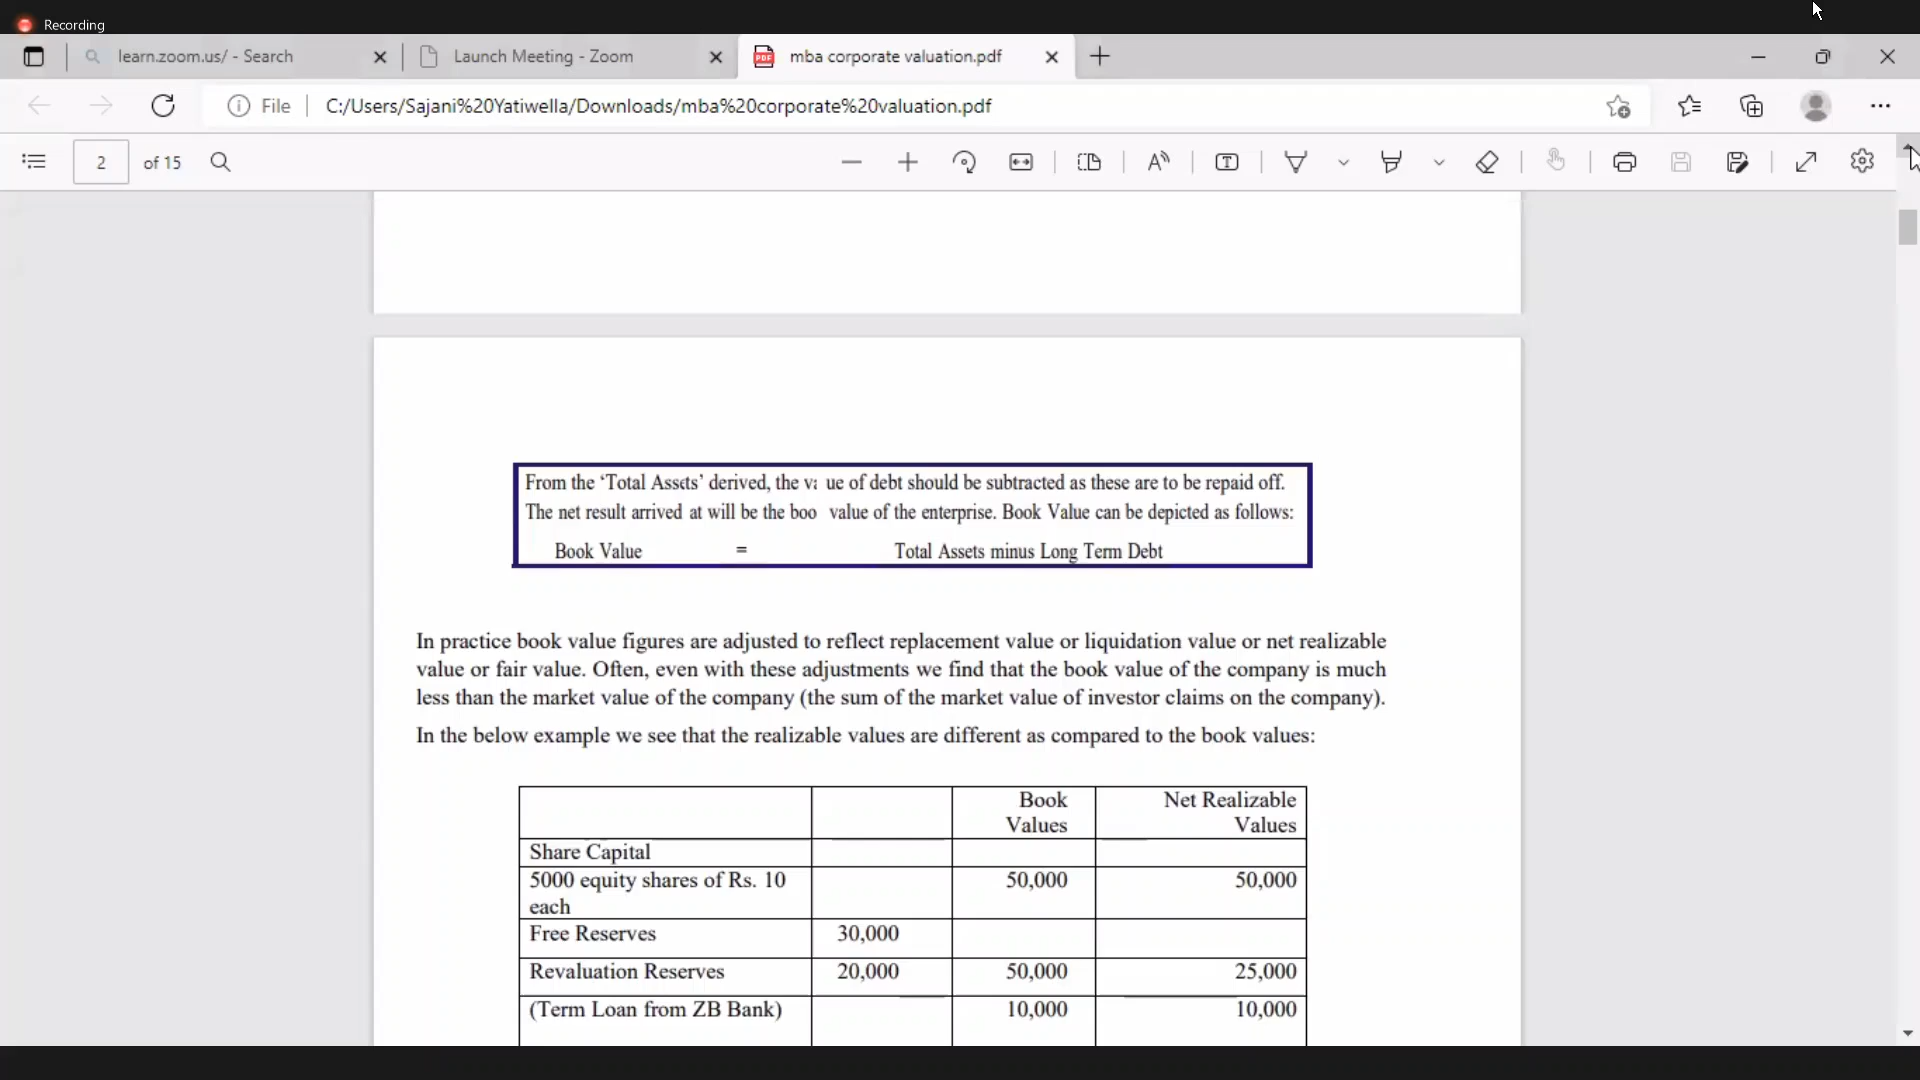 Recording
learn.zoom.us/ - Search
Launch Meeting - Zoom
mba corporate valuation.pdf
File
C:/Users/Sajani%20Yatiwella/Downloads/mba%20corporate%20valuation.pdf
2 of 15
From the ‘Total Assets’ derived, the va ue of debt should be subtracted as these are to be repaid off.
The net result arrived at will be the boo value of the enterprise. Book Value can be depicted as follows:
Book Value = Total Assets minus Long Term Debt
In practice book value figures are adjusted to reflect replacement value or liquidation value or net realizable
value or fair value. Often, even with these adjustments we find that the book value of the company is much
less than the market value of the company (the sum of the market value of investor claims on the company).
In the below example we see that the realizable values are different as compared to the book values:
Book Net Realizable
Values Values
Share Capital
5000 equity shares of Rs. 10 50,000 50,000
each
Free Reserves 30,000
Revaluation Reserves 20,000 50,000 25,000
(Term Loan from ZB Bank) 10,000 10,000